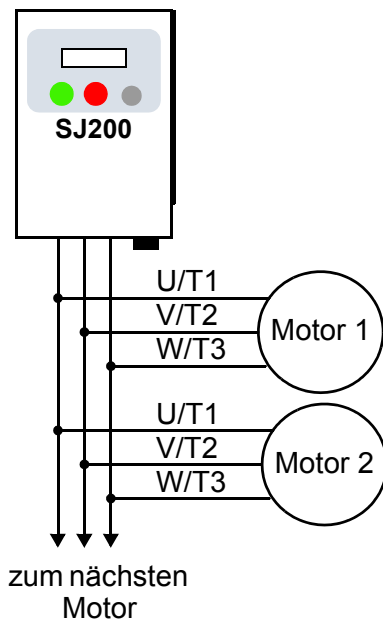 SJ200
U/T1
V/T2
W/T3
Motor 1
U/T1
V/T2
W/T3
Motor 2
zum nächsten
Motor